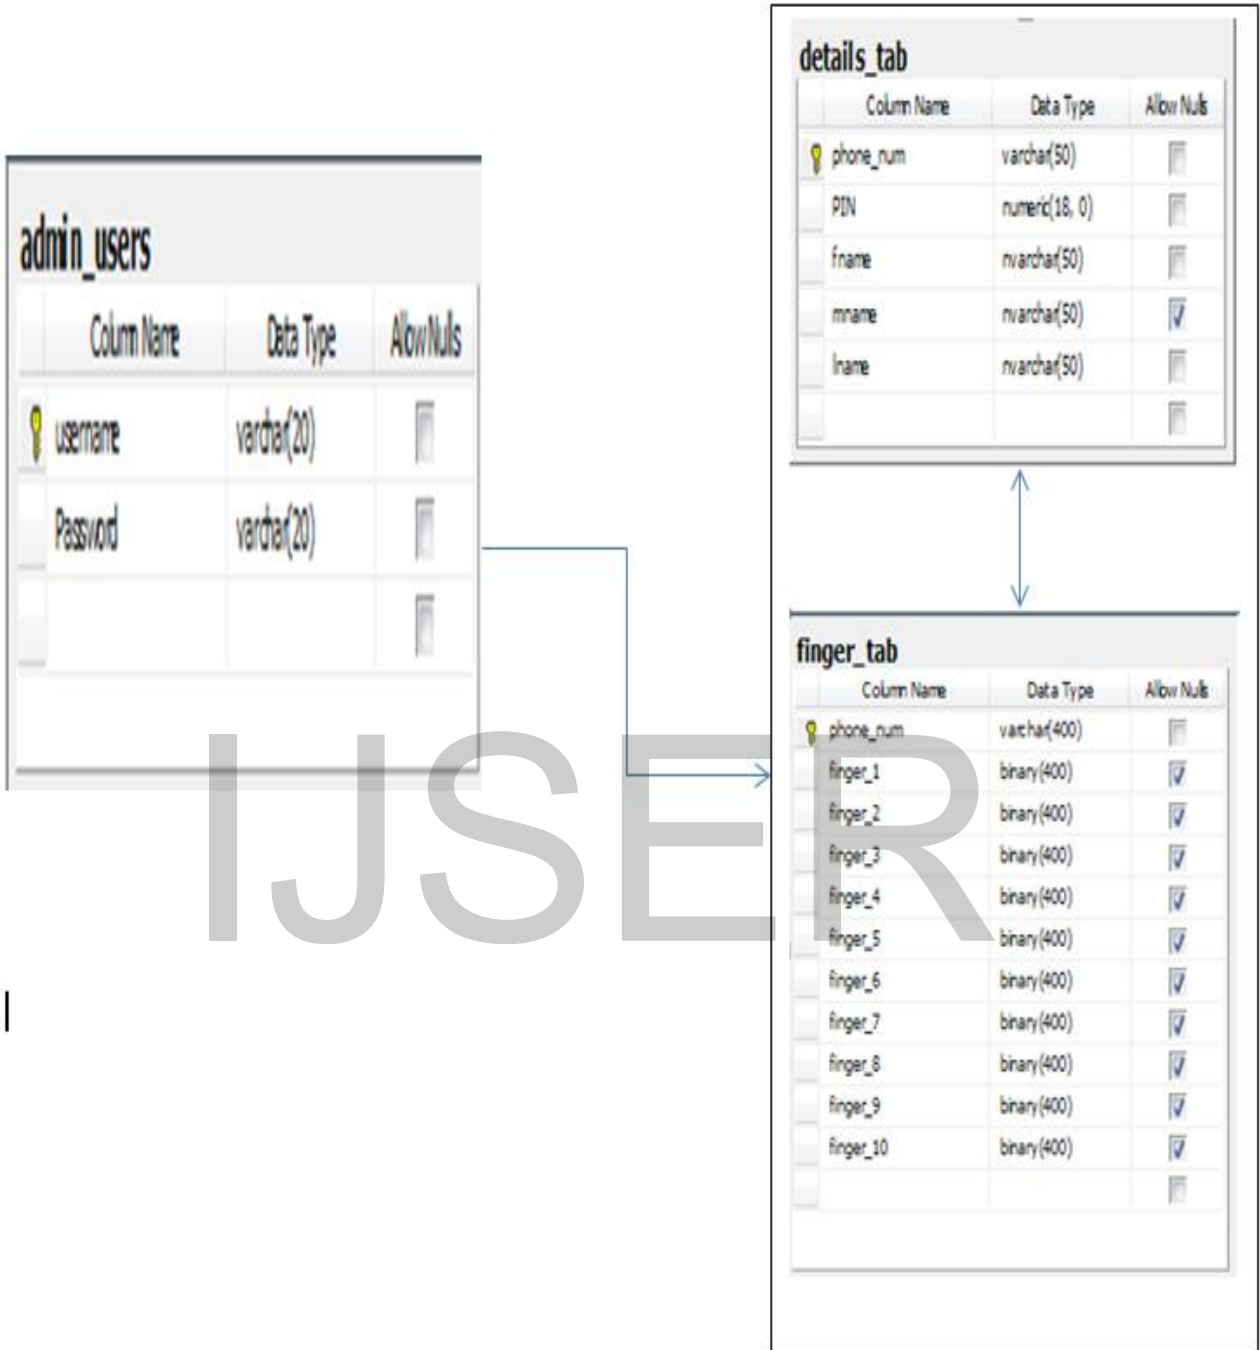 admin_users
Column Name Data Type Allow Nulls
username varchar(20)
Password varchar(20)
details_tab
Column Name Data Type Allow Nulls
phone_num varchar(50)
PIN numeric(18, 0)
fname nvarchar(50)
mname nvarchar(50)
lname nvarchar(50)
finger_tab
Column Name Data Type Allow Nulls
phone_num varchar(400)
finger_1 binary(400)
finger_2 binary(400)
finger_3 binary(400)
finger_4 binary(400)
finger_5 binary(400)
finger_6 binary(400)
finger_7 binary(400)
finger_8 binary(400)
finger_9 binary(400)
finger_10 binary(400)
IJSER